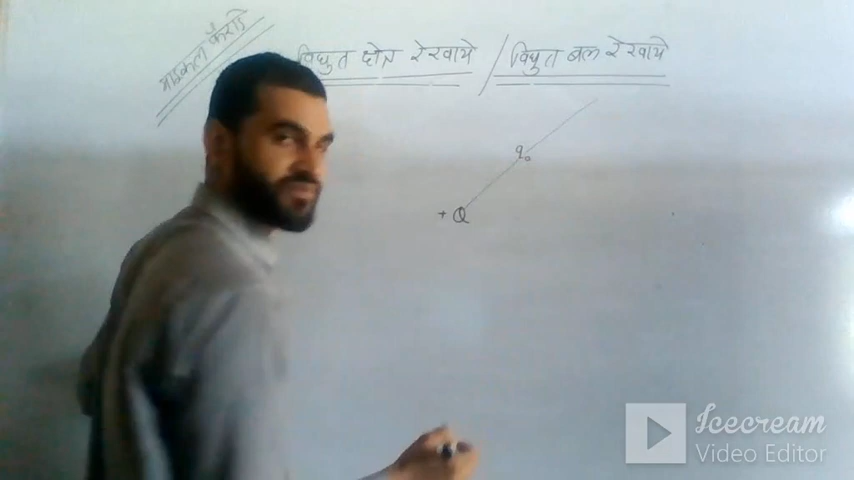 माइकल फैराडे
विधुत क्षेत्र रेखाये / विधुत बल रेखाये
q₀
+ Q
Icecream
Video Editor